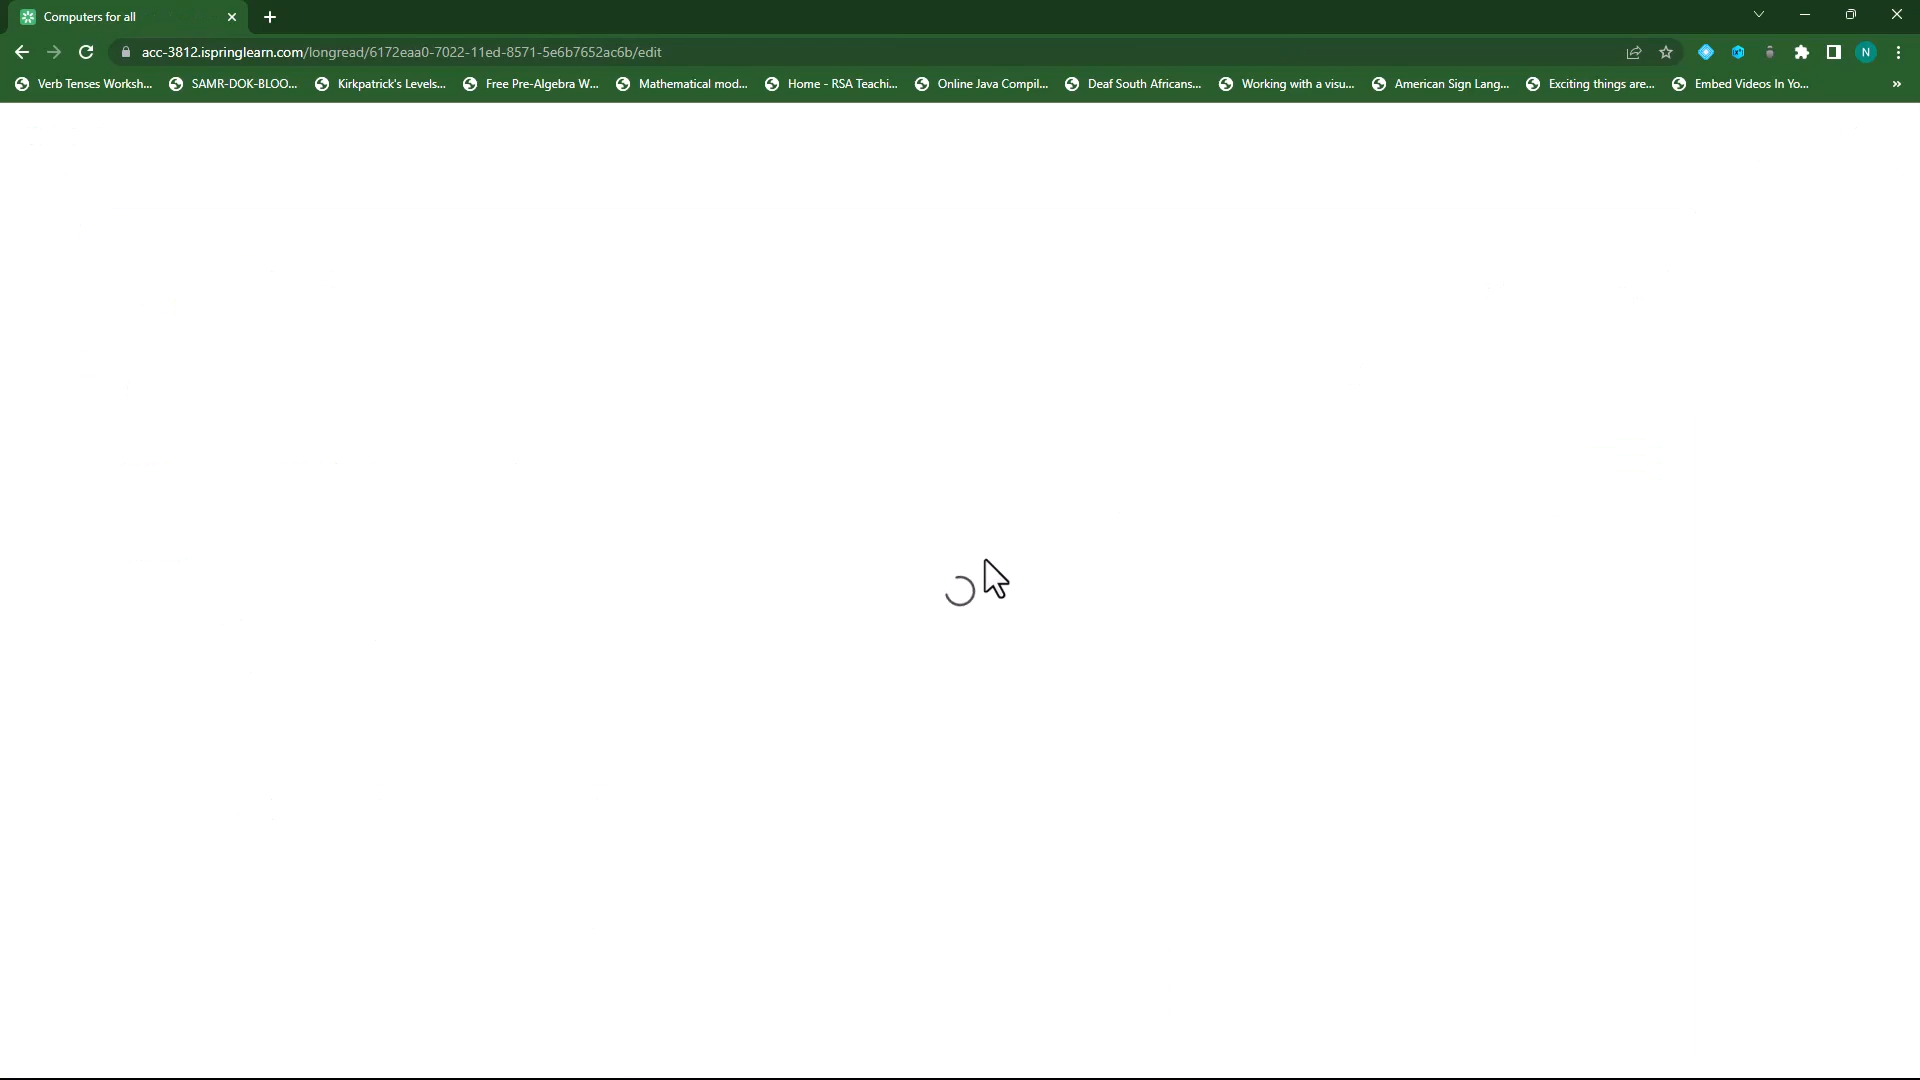 Computers for all
acc-3812.ispringlearn.com/longread/6172eaa0-7022-11ed-8571-5e6b7652ac6b/edit
N
Verb Tenses Worksh... SAMR-DOK-BLOO... Kirkpatrick's Levels... Free Pre-Algebra W... Mathematical mod... Home - RSA Teachi... Online Java Compil... Deaf South Africans... Working with a visu... American Sign Lang... Exciting things are... Embed Videos In Yo... »